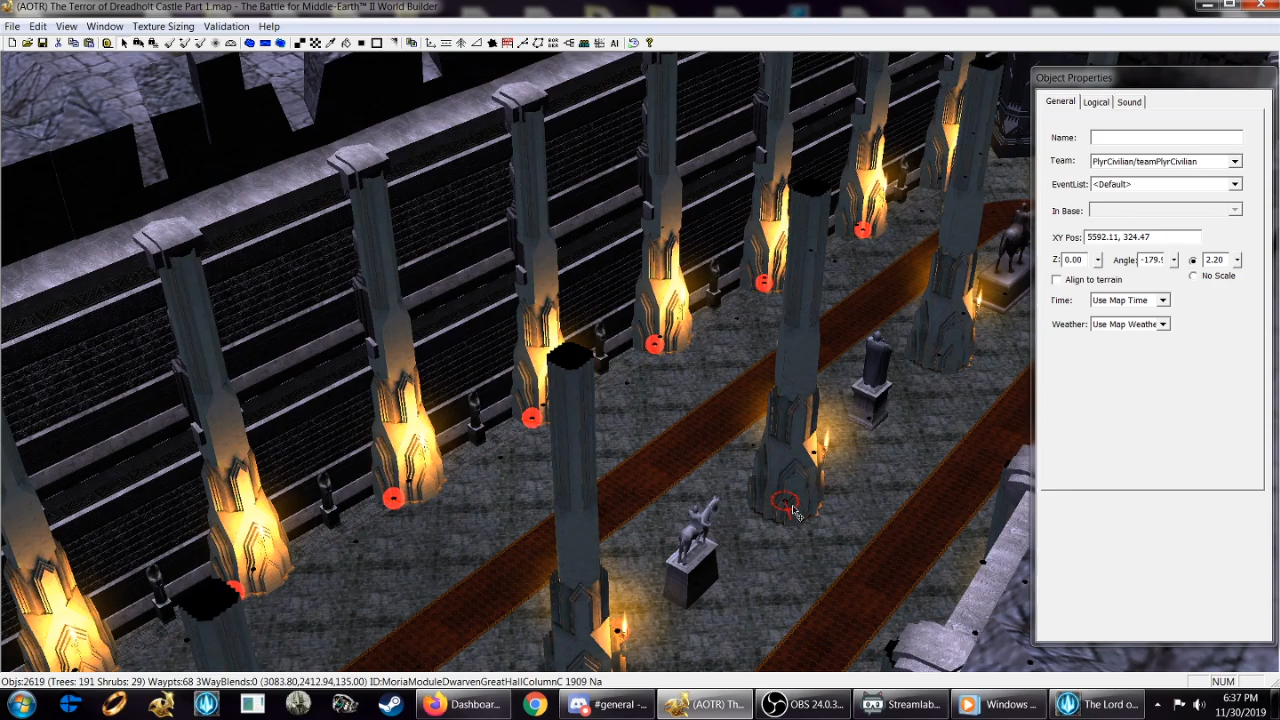 (AOTR) The Terror of Dreadholt Castle Part 1.map - The Battle for Middle-Earth™ II World Builder
File Edit View Window Texture Sizing Validation Help
AI
Object Properties
General Logical Sound
Name:
Team: PlyrCivilian/teamPlyrCivilian
EventList: <Default>
In Base:
XY Pos: 5592.11, 324.47
Z: 0.00 Angle: -179.9 2.20
No Scale
Align to terrain
Time: Use Map Time
Weather: Use Map Weathe
Objs:2619 (Trees: 191 Shrubs: 29) Waypts:68 3WayBlends:0 (3083.80,2412.94,135.00) ID:MoriaModuleDwarvenGreatHallColumnC 1909 Na
NUM
Dashboar... #general -... (AOTR) Th... OBS 24.0.3... Streamlab... Windows ... The Lord o...
6:37 PM
11/30/2019